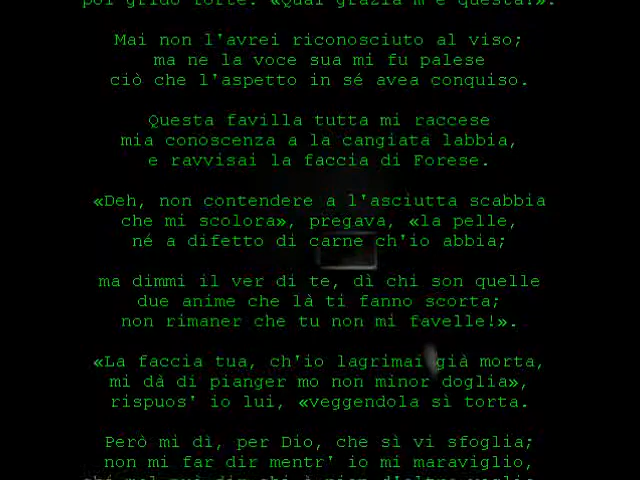 poi gridò forte: «Qual grazia m'è questa!».
Mai non l'avrei riconosciuto al viso;
ma ne la voce sua mi fu palese
ciò che l'aspetto in sé avea conquiso.
Questa favilla tutta mi raccese
mia conoscenza a la cangiata labbia,
e ravvisai la faccia di Forese.
«Deh, non contendere a l'asciutta scabbia
che mi scolora», pregava, «la pelle,
né a difetto di carne ch'io abbia;
ma dimmi il ver di te, dì chi son quelle
due anime che là ti fanno scorta;
non rimaner che tu non mi favelle!».
«La faccia tua, ch'io lagrimai già morta,
mi dà di pianger mo non minor doglia»,
rispuos' io lui, «veggendola sì torta.
Però mi dì, per Dio, che sì vi sfoglia;
non mi far dir mentr' io mi maraviglio,